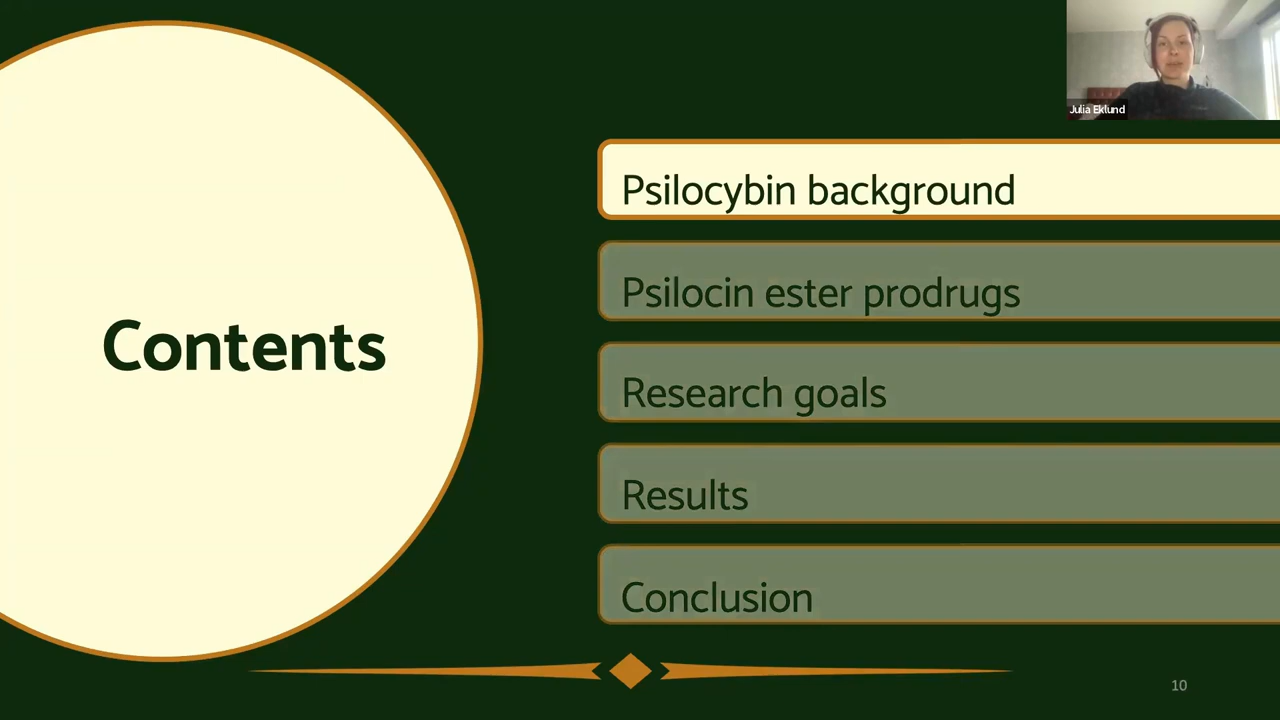 Julia Eklund
Contents
Psilocybin background
Psilocin ester prodrugs
Research goals
Results
Conclusion
10